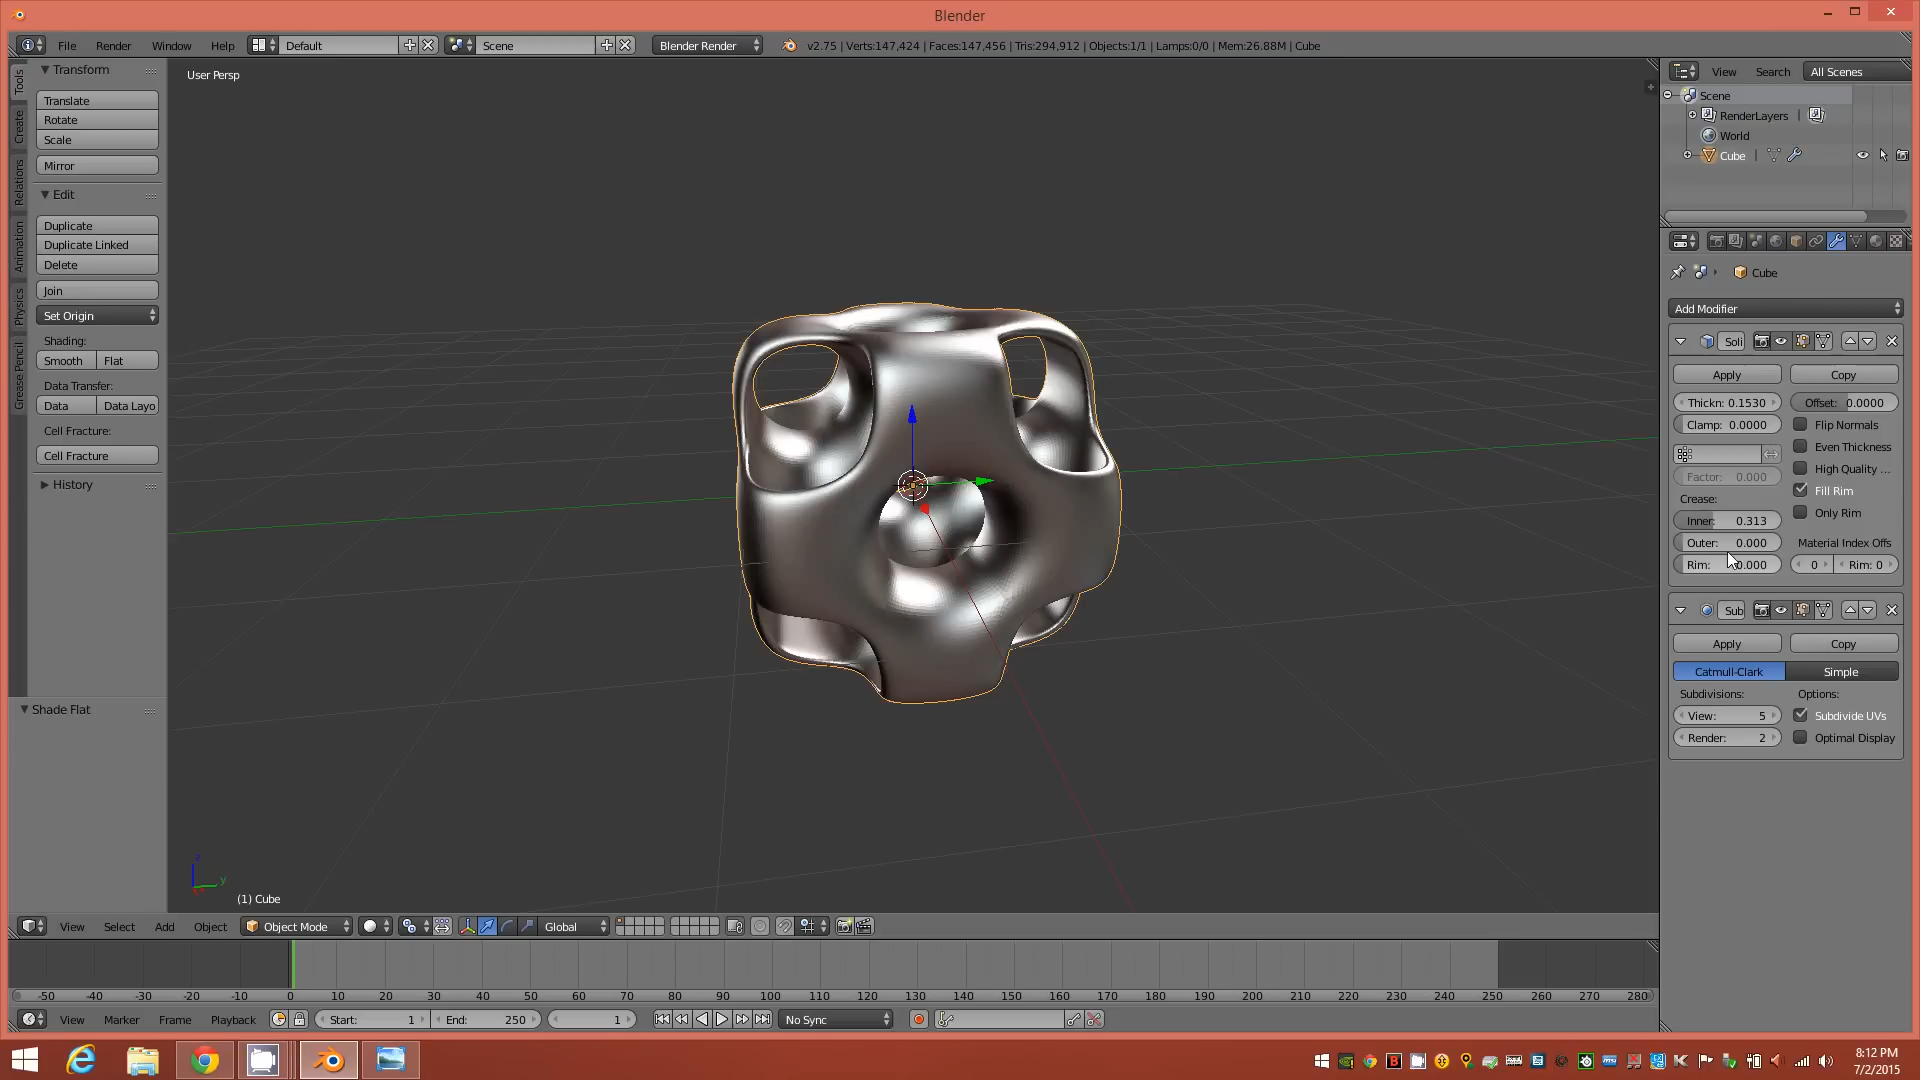 Blender
File Render Window Help Default Scene Blender Render v2.75 | Verts:147,424 | Faces:147,456 | Tris:294,912 | Objects:1/1 | Lamps:0/0 | Mem:26.88M | Cube
Tools
Create
Relations
Animation
Physics
Grease Pencil
Transform
Translate
Rotate
Scale
Mirror
Edit
Duplicate
Duplicate Linked
Delete
Join
Set Origin
Shading:
Smooth Flat
Data Transfer:
Data Data Layo
Cell Fracture:
Cell Fracture
History
Shade Flat
User Persp
z
y
(1) Cube
View Search All Scenes
Scene
RenderLayers
World
Cube
Cube
Add Modifier
Soli
Apply Copy
Thickn: 0.1530 Offset: 0.0000
Clamp: 0.0000 Flip Normals
Even Thickness
Factor: 0.000 High Quality ...
Crease: Fill Rim
Inner: 0.313 Only Rim
Outer: 0.000 Material Index Offs
Rim: 0.000 0 Rim: 0
Sub
Apply Copy
Catmull-Clark Simple
Subdivisions: Options:
View: 5 Subdivide UVs
Render: 2 Optimal Display
View Select Add Object Object Mode Global
-50 -40 -30 -20 -10 0 10 20 30 40 50 60 70 80 90 100 110 120 130 140 150 160 170 180 190 200 210 220 230 240 250 260 270 280
View Marker Frame Playback Start: 1 End: 250 1 No Sync
8:12 PM
7/2/2015